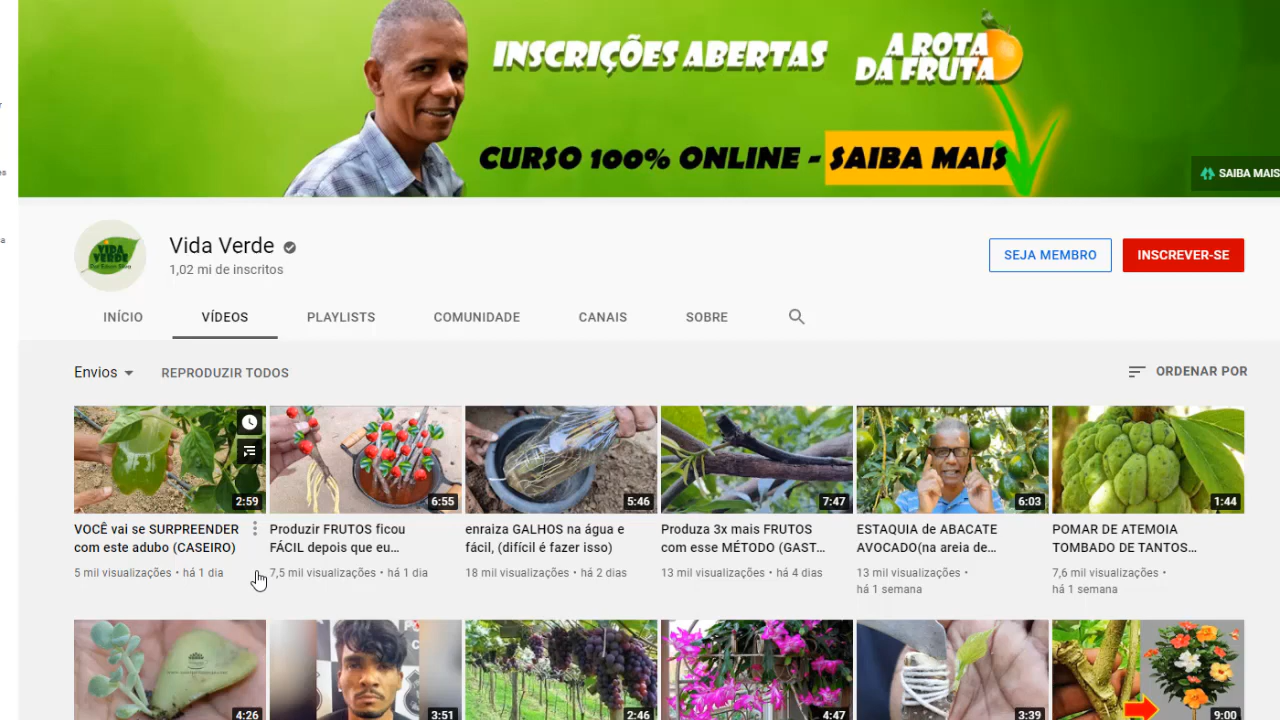 INSCRIÇÕES ABERTAS
A ROTA
DA FRUTA
CURSO 100% ONLINE - SAIBA MAIS
SAIBA MAIS
Vida Verde
1,02 mi de inscritos
SEJA MEMBRO
INSCREVER-SE
INÍCIO
VÍDEOS
PLAYLISTS
COMUNIDADE
CANAIS
SOBRE
Envios
REPRODUZIR TODOS
ORDENAR POR
2:59
6:55
5:46
7:47
6:03
1:44
VOCÊ vai se SURPREENDER
com este adubo (CASEIRO)
5 mil visualizações • há 1 dia
Produzir FRUTOS ficou
FÁCIL depois que eu...
7,5 mil visualizações • há 1 dia
enraiza GALHOS na água e
fácil, (difícil é fazer isso)
18 mil visualizações • há 2 dias
Produza 3x mais FRUTOS
com esse MÉTODO (GAST...
13 mil visualizações • há 4 dias
ESTAQUIA de ABACATE
AVOCADO(na areia de...
13 mil visualizações •
há 1 semana
POMAR DE ATEMOIA
TOMBADO DE TANTOS...
7,6 mil visualizações •
há 1 semana
4:26
3:51
2:46
4:47
3:39
9:00